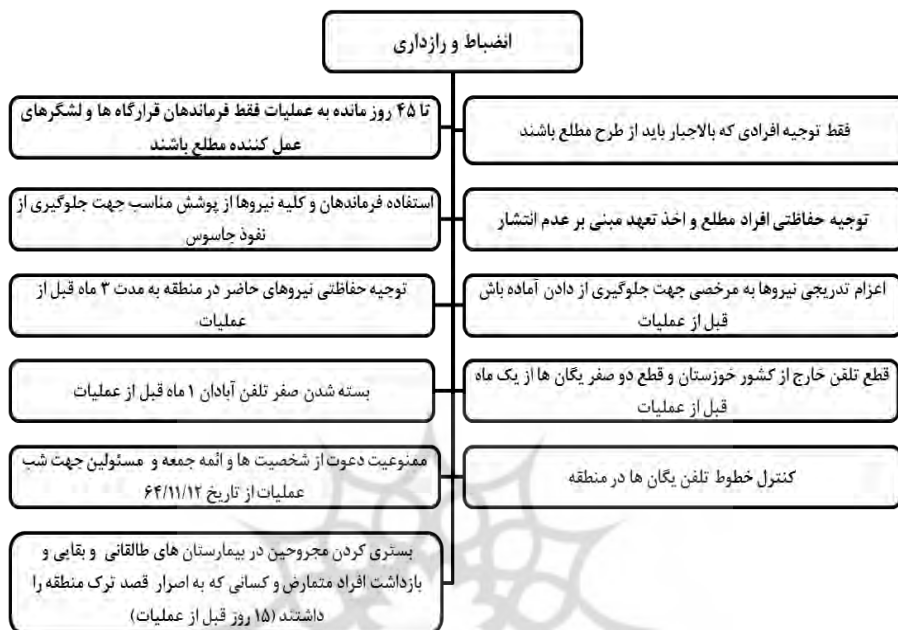 انضباط و رازداری
فقط توجیه افرادی که بالاجبار باید از طرح مطلع باشند
تا ۴۵ روز مانده به عملیات فقط فرماندهان قرارگاه ها و لشگرهای
عمل کننده مطلع باشند
توجیه حفاظتی افراد مطلع و اخذ تعهد مبنی بر عدم انتشار
استفاده فرماندهان و کلیه نیروها از پوشش مناسب جهت جلوگیری از
نفوذ جاسوس
اعزام تدریجی نیروها به مرخصی جهت جلوگیری از دادن آماده باش
قبل از عملیات
توجیه حفاظتی نیروهای حاضر در منطقه به مدت ۳ ماه قبل از
عملیات
قطع تلفن خارج از کشور خوزستان و قطع دو صفر یگان ها از یک ماه
قبل از عملیات
بسته شدن صفر تلفن آبادان ۱ ماه قبل از عملیات
کنترل خطوط تلفن یگان ها در منطقه
ممنوعیت دعوت از شخصیت ها و ائمه جمعه و مسئولین جهت شب
عملیات از تاریخ ۶۴/۱۱/۱۲
بستری کردن مجروحین در بیمارستان های طالقانی و بقایی و
بازداشت افراد متمارض و کسانی که به اصرار قصد ترک منطقه را
داشتند (۱۵ روز قبل از عملیات)